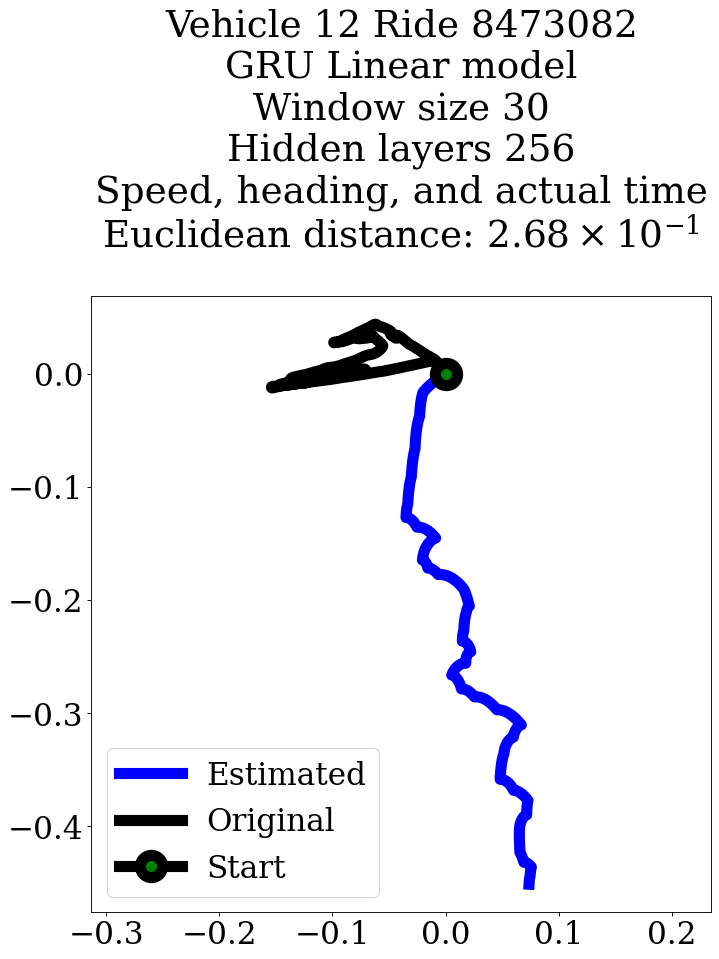 Vehicle 12 Ride 8473082
GRU Linear model
Window size 30
Hidden layers 256
Speed, heading, and actual time
Euclidean distance: 2.68 × 10⁻¹
0.0
−0.1
−0.2
−0.3
−0.4
Estimated
Original
Start
−0.3 −0.2 −0.1 0.0 0.1 0.2